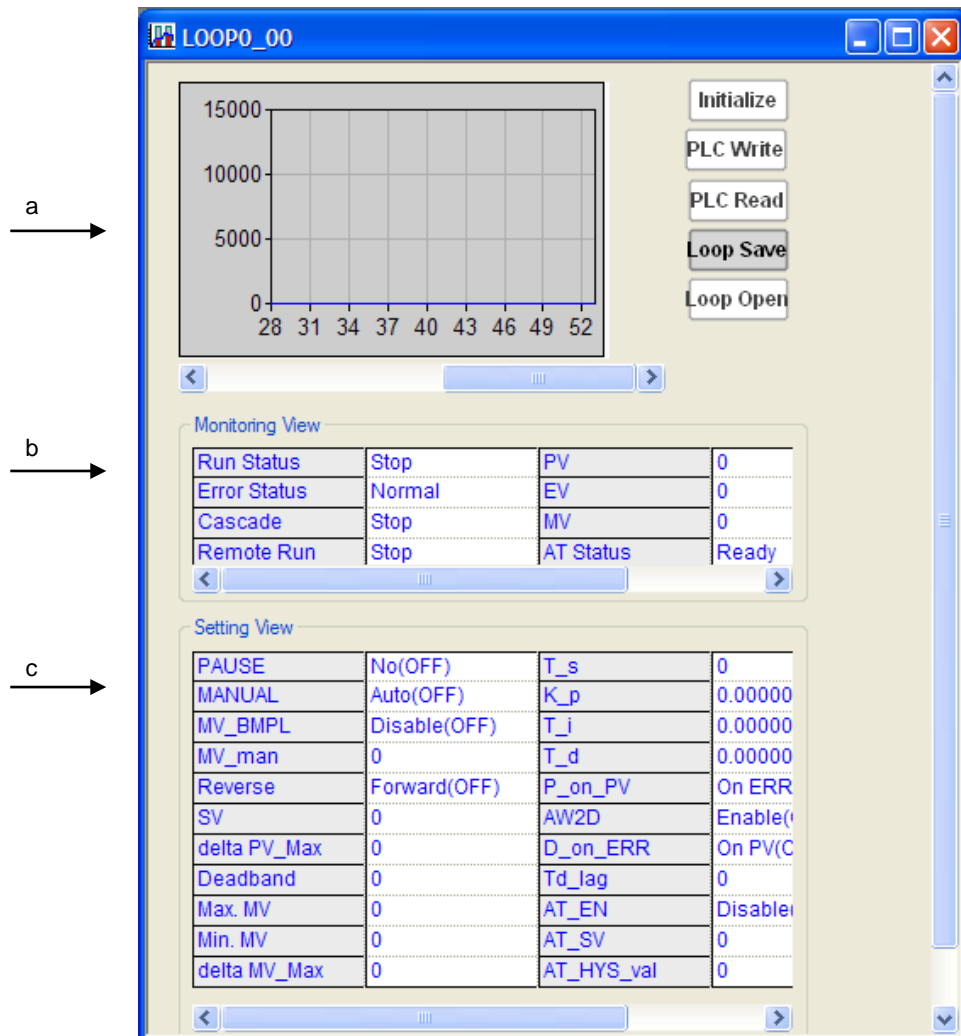 LOOP0_00
15000
10000
5000
0
28 31 34 37 40 43 46 49 52
Initialize
PLC Write
PLC Read
Loop Save
Loop Open
a
b
Monitoring View
Run Status Stop PV 0
Error Status Normal EV 0
Cascade Stop MV 0
Remote Run Stop AT Status Ready
c
Setting View
PAUSE No(OFF) T_s 0
MANUAL Auto(OFF) K_p 0.00000
MV_BMPL Disable(OFF) T_i 0.00000
MV_man 0 T_d 0.00000
Reverse Forward(OFF) P_on_PV On ERR
SV 0 AW2D Enable(
delta PV_Max 0 D_on_ERR On PV(O
Deadband 0 Td_lag 0
Max. MV 0 AT_EN Disable(
Min. MV 0 AT_SV 0
delta MV_Max 0 AT_HYS_val 0